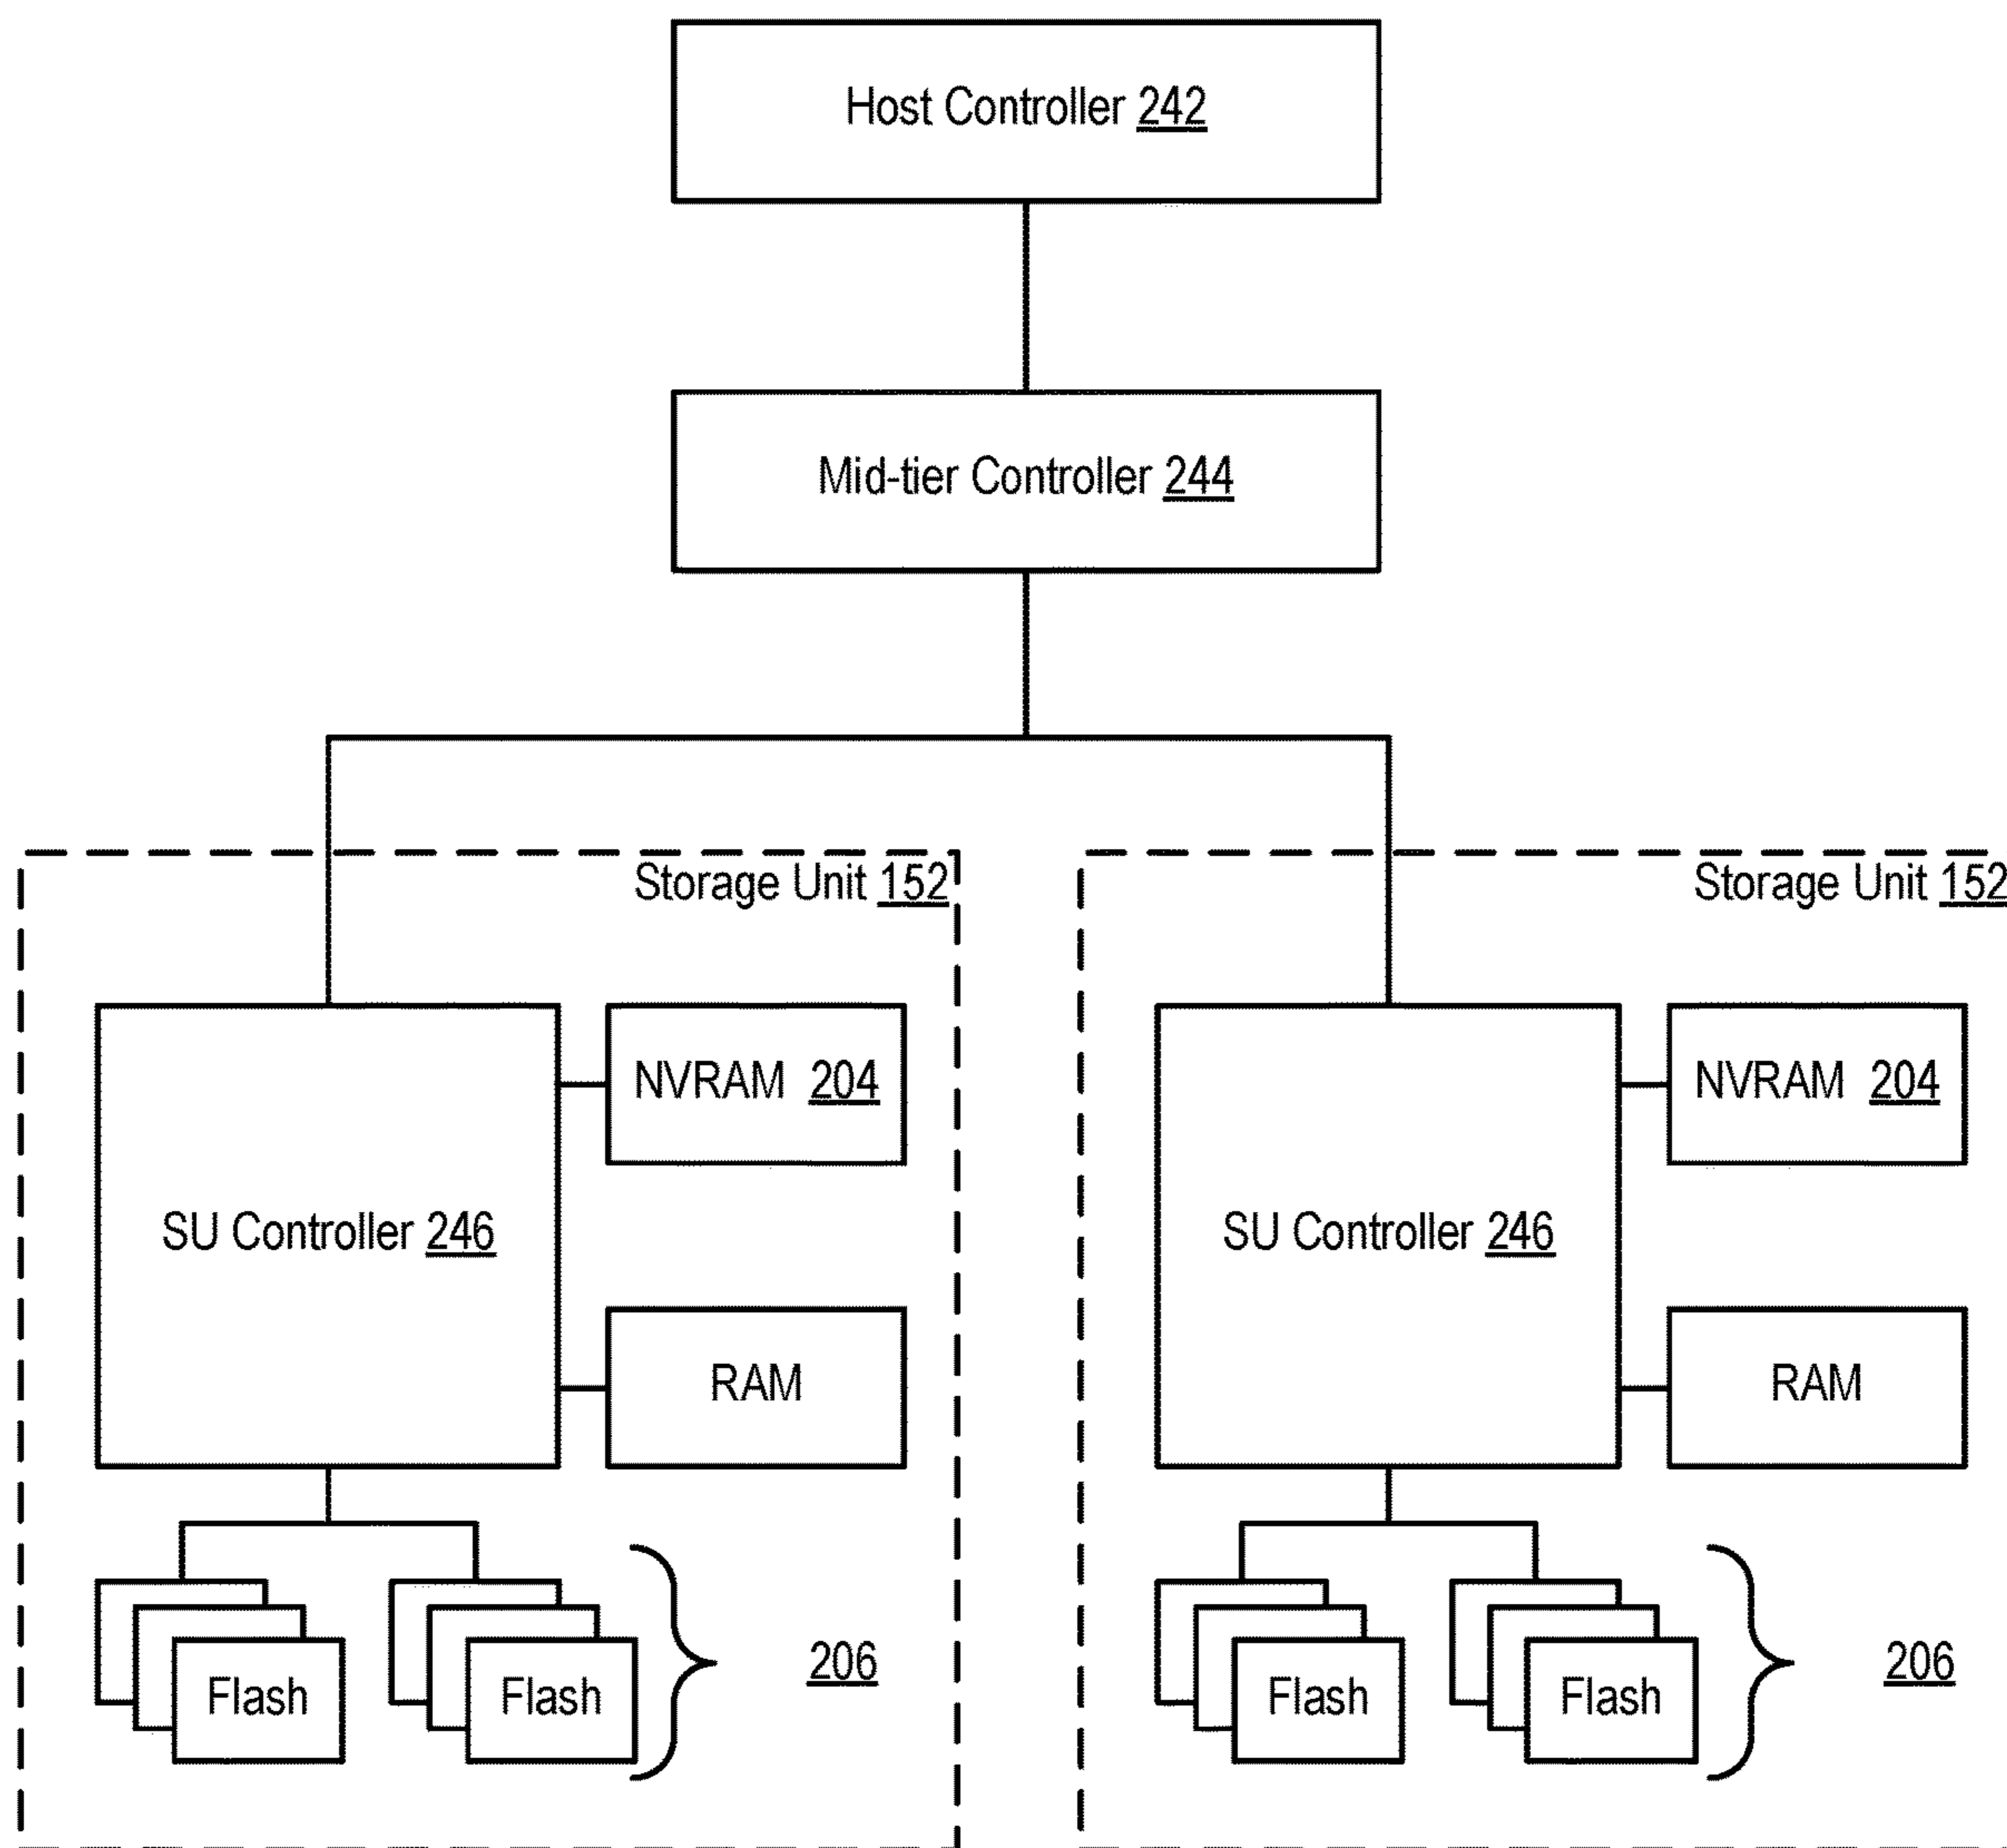 Host Controller 242
Mid-tier Controller 244
Storage Unit 152
NVRAM 204
SU Controller 246
RAM
Flash
Flash
206
Storage Unit 152
NVRAM 204
SU Controller 246
RAM
Flash
Flash
206